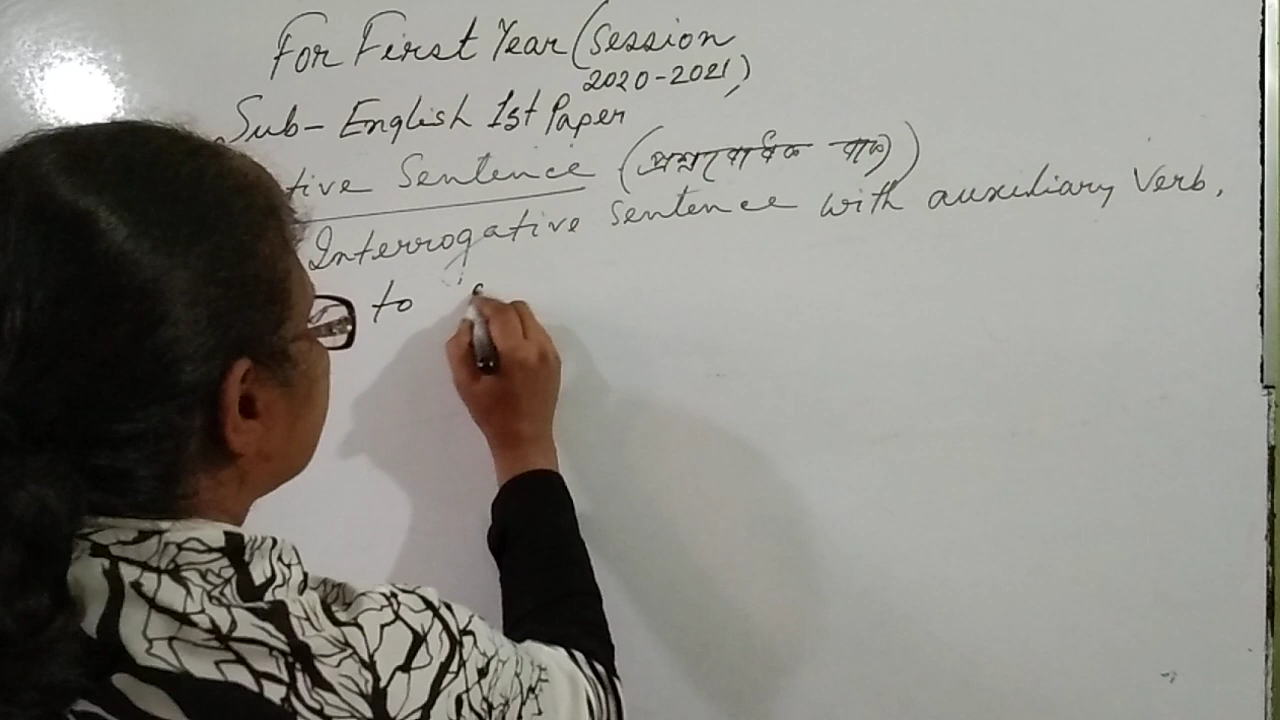 For First Year (Session
2020-2021)
Sub- English 1st Paper
tive Sentence (প্রশ্নবোধক বাক্য)
Interrogative sentence with auxiliary Verb,
to